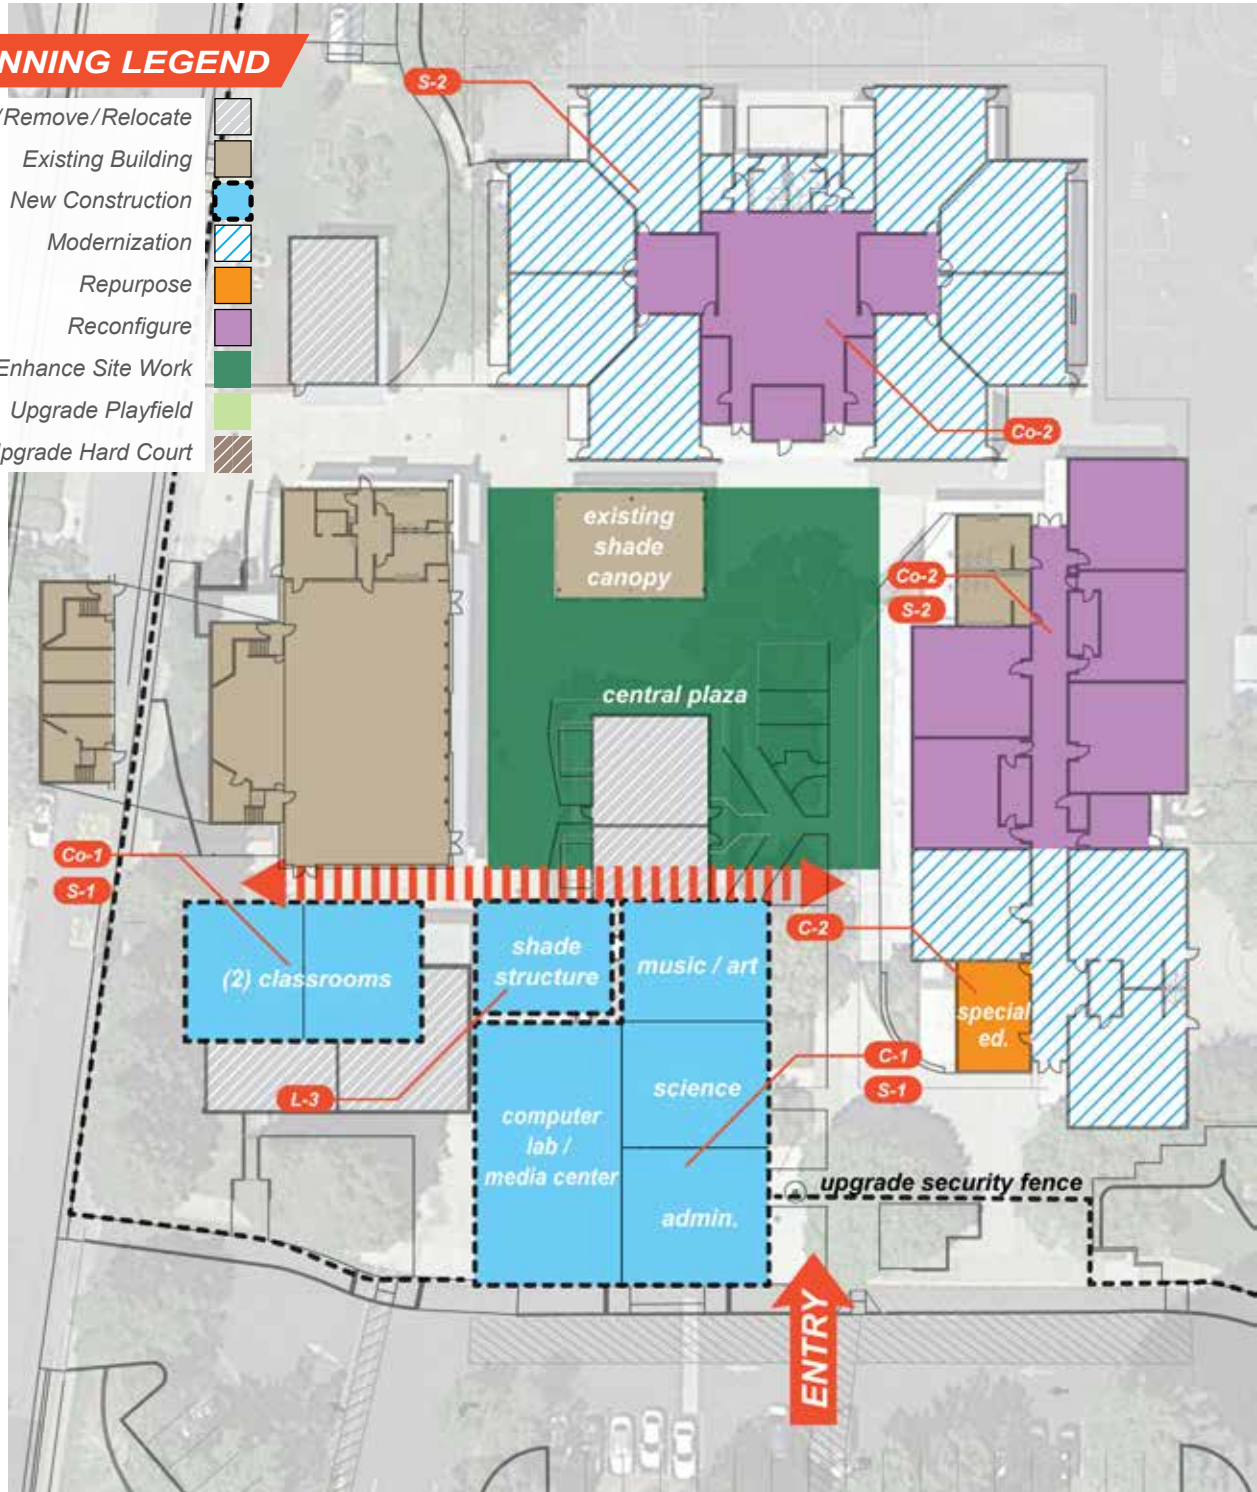 NNING LEGEND
/Remove/Relocate
Existing Building
New Construction
Modernization
Repurpose
Reconfigure
Enhance Site Work
Upgrade Playfield
pgrade Hard Court
S-2
Co-2
existing
shade
canopy
Co-2
S-2
central plaza
Co-1
S-1
C-2
(2) classrooms
shade
structure
music / art
special
ed.
C-1
S-1
L-3
science
computer
lab /
media center
admin.
upgrade security fence
ENTRY